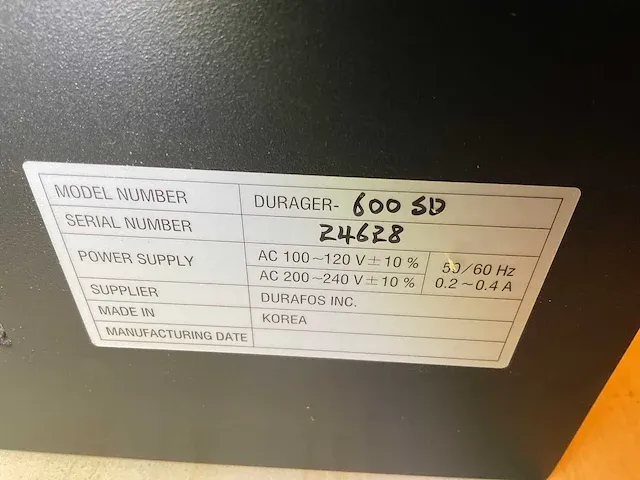 MODEL NUMBER DURAGER- 600 SD
SERIAL NUMBER 24628
POWER SUPPLY AC 100~120 V ± 10 % 50/60 Hz
AC 200~240 V ± 10 % 0.2~0.4 A
SUPPLIER DURAFOS INC.
MADE IN KOREA
MANUFACTURING DATE